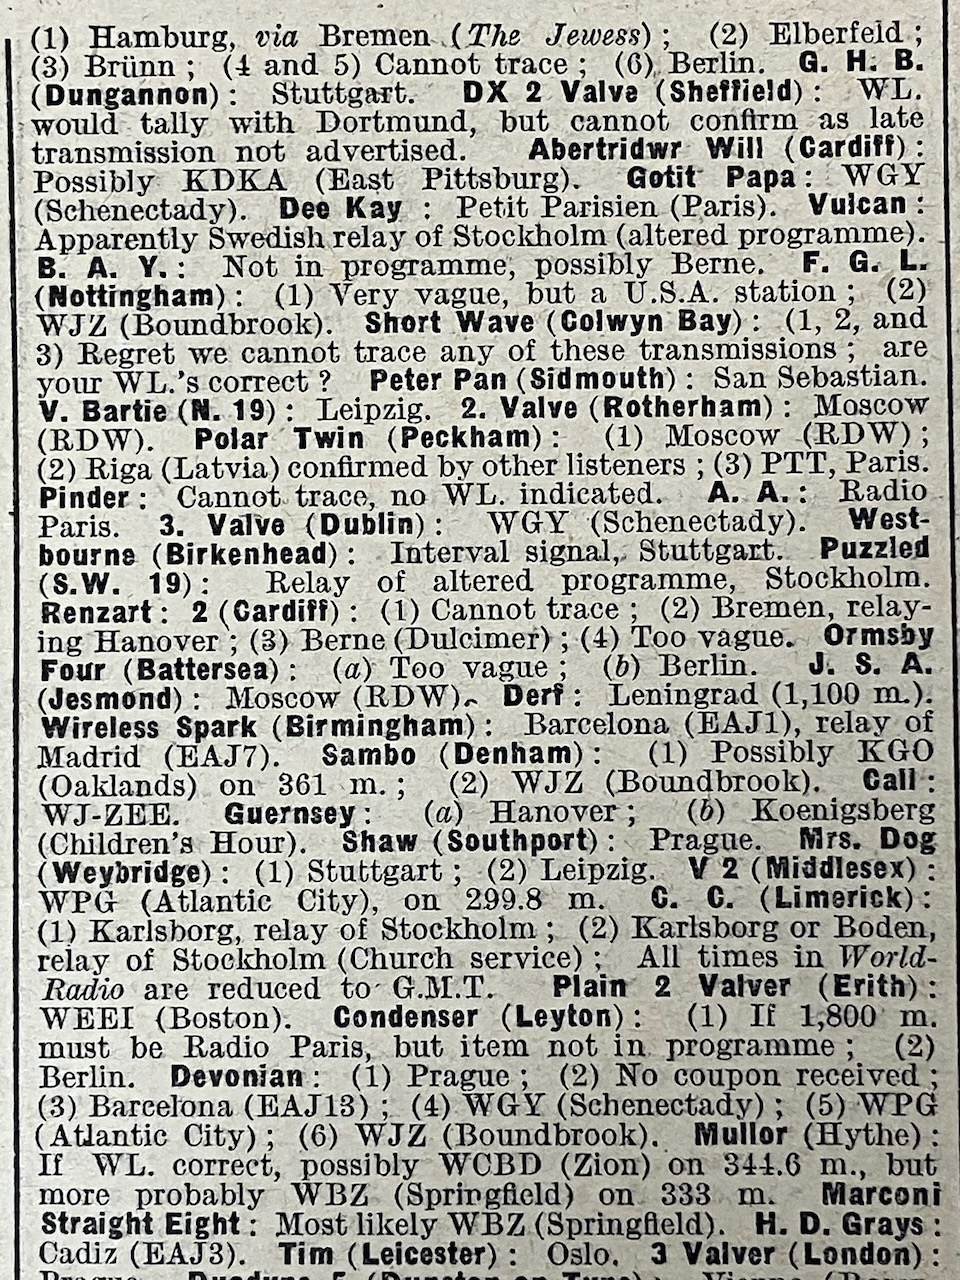 (1) Hamburg, via Bremen (The Jewess); (2) Elberfeld;
(3) Brünn; (4 and 5) Cannot trace; (6) Berlin. G. H. B.
(Dungannon): Stuttgart. DX 2 Valve (Sheffield): WL.
would tally with Dortmund, but cannot confirm as late
transmission not advertised. Abertridwr Will (Cardiff):
Possibly KDKA (East Pittsburg). Gotit Papa: WGY
(Schenectady). Dee Kay : Petit Parisien (Paris). Vulcan:
Apparently Swedish relay of Stockholm (altered programme).
B. A. Y.: Not in programme, possibly Berne. F. G. L.
(Nottingham): (1) Very vague, but a U.S.A. station; (2)
WJZ (Boundbrook). Short Wave (Colwyn Bay): (1, 2, and
3) Regret we cannot trace any of these transmissions; are
your WL.'s correct? Peter Pan (Sidmouth): San Sebastian.
V. Bartie (N. 19): Leipzig. 2. Valve (Rotherham): Moscow
(RDW). Polar Twin (Peckham): (1) Moscow (RDW);
(2) Riga (Latvia) confirmed by other listeners; (3) PTT, Paris.
Pinder: Cannot trace, no WL. indicated. A. A.: Radio
Paris. 3. Valve (Dublin): WGY (Schenectady). West-
bourne (Birkenhead): Interval signal, Stuttgart. Puzzled
(S.W. 19): Relay of altered programme, Stockholm.
Renzart: 2 (Cardiff): (1) Cannot trace; (2) Bremen, relay-
ing Hanover; (3) Berne (Dulcimer); (4) Too vague. Ormsby
Four (Battersea): (a) Too vague; (b) Berlin. J. S. A.
(Jesmond): Moscow (RDW). Derf: Leningrad (1,100 m.).
Wireless Spark (Birmingham): Barcelona (EAJ1), relay of
Madrid (EAJ7). Sambo (Denham): (1) Possibly KGO
(Oaklands) on 361 m.; (2) WJZ (Boundbrook). Call:
WJ-ZEE. Guernsey: (a) Hanover; (b) Koenigsberg
(Children's Hour). Shaw (Southport): Prague. Mrs. Dog
(Weybridge): (1) Stuttgart; (2) Leipzig. V 2 (Middlesex):
WPG (Atlantic City), on 299.8 m. C. C. (Limerick):
(1) Karlsborg, relay of Stockholm; (2) Karlsborg or Boden,
relay of Stockholm (Church service); All times in World-
Radio are reduced to G.M.T. Plain 2 Valver (Erith):
WEEI (Boston). Condenser (Leyton): (1) If 1,800 m.
must be Radio Paris, but item not in programme; (2)
Berlin. Devonian: (1) Prague; (2) No coupon received;
(3) Barcelona (EAJ13); (4) WGY (Schenectady); (5) WPG
(Atlantic City); (6) WJZ (Boundbrook). Mullor (Hythe):
If WL. correct, possibly WCBD (Zion) on 344.6 m., but
more probably WBZ (Springfield) on 333 m. Marconi
Straight Eight: Most likely WBZ (Springfield). H. D. Grays:
Cadiz (EAJ3). Tim (Leicester): Oslo. 3 Valver (London):